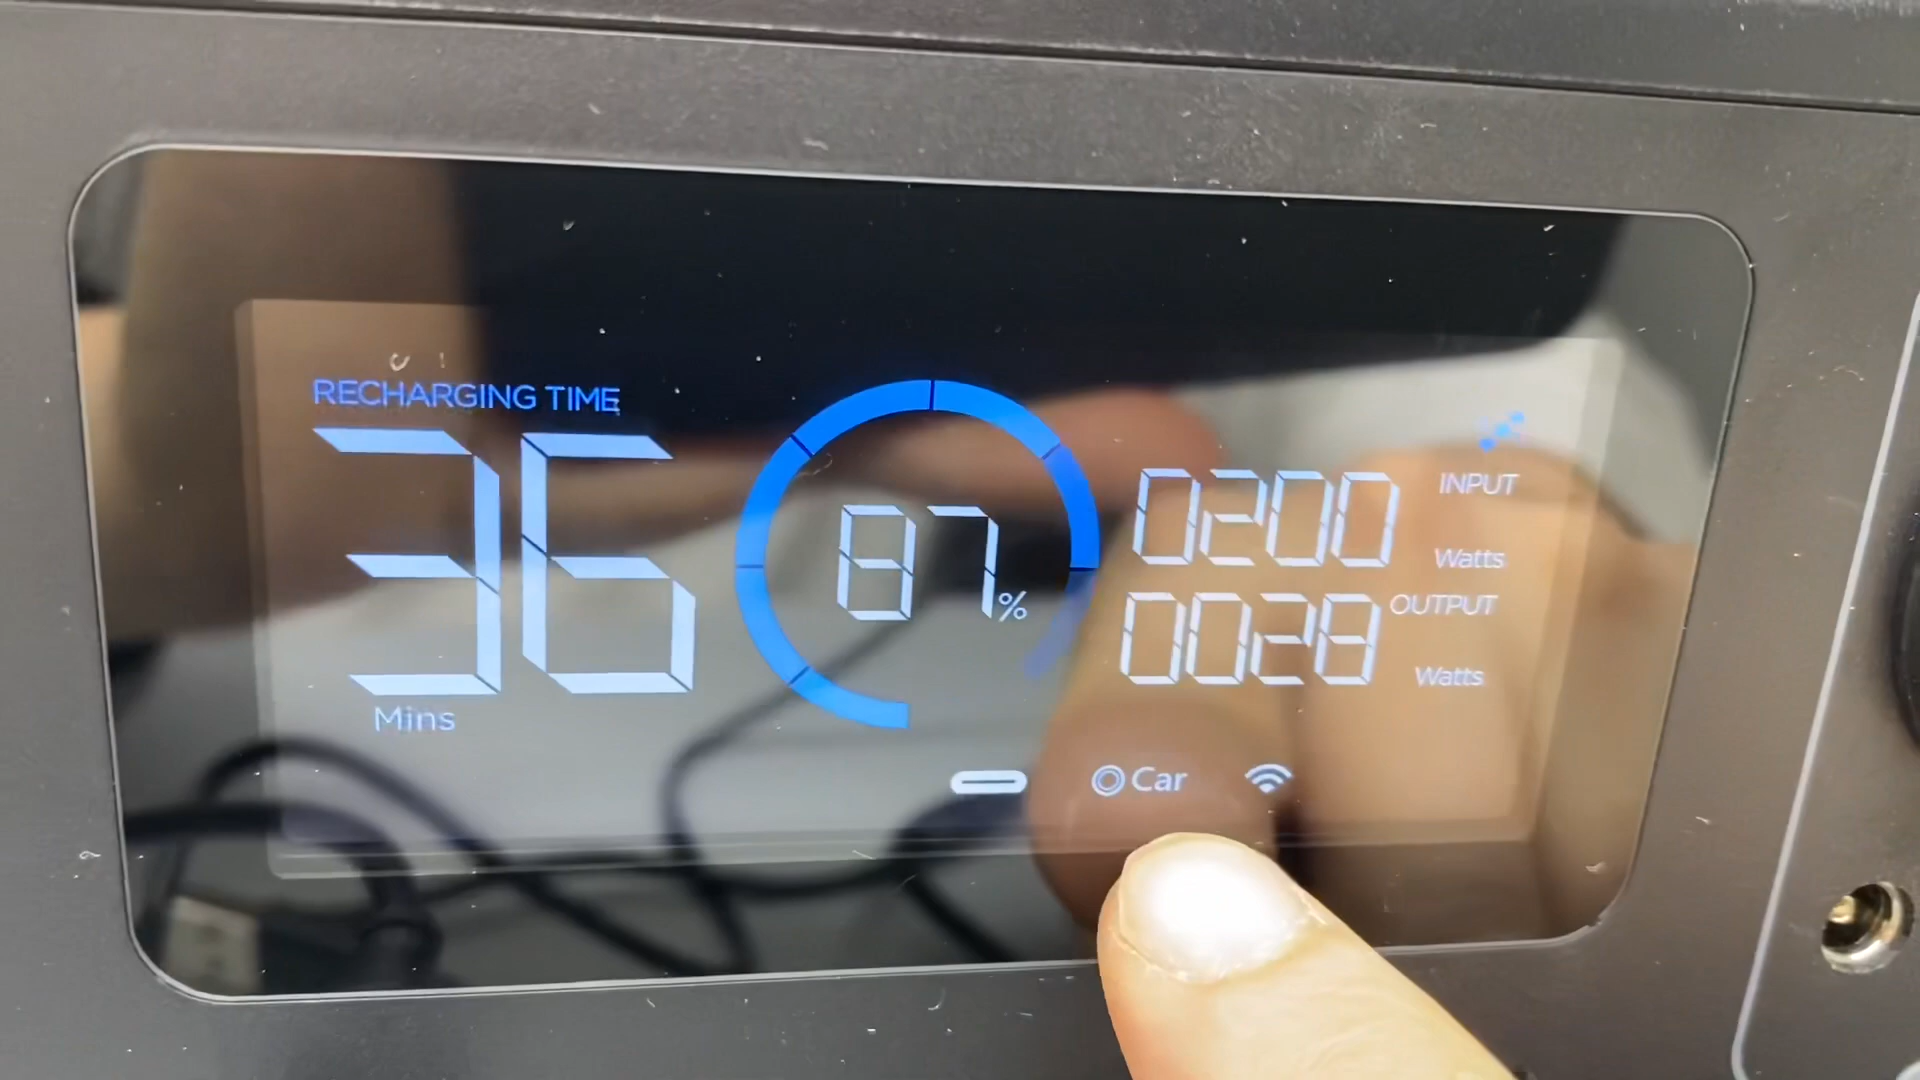 RECHARGING TIME
36
Mins
87%
0200 INPUT
Watts
0028 OUTPUT
Watts
Car